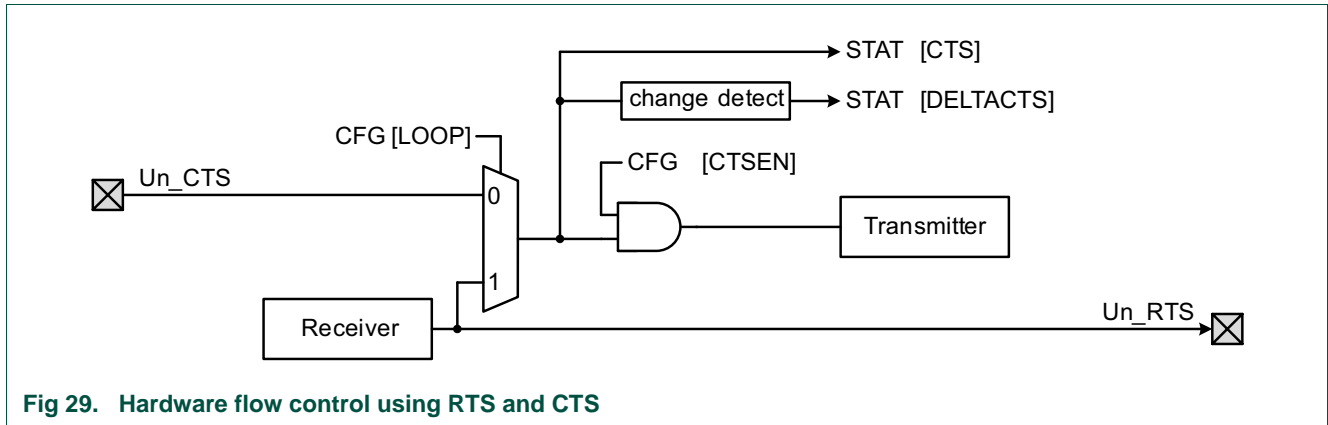 STAT [CTS]
change detect
STAT [DELTACTS]
CFG [LOOP]
CFG [CTSEN]
Un_CTS
0
Transmitter
1
Receiver
Un_RTS
Fig 29. Hardware flow control using RTS and CTS